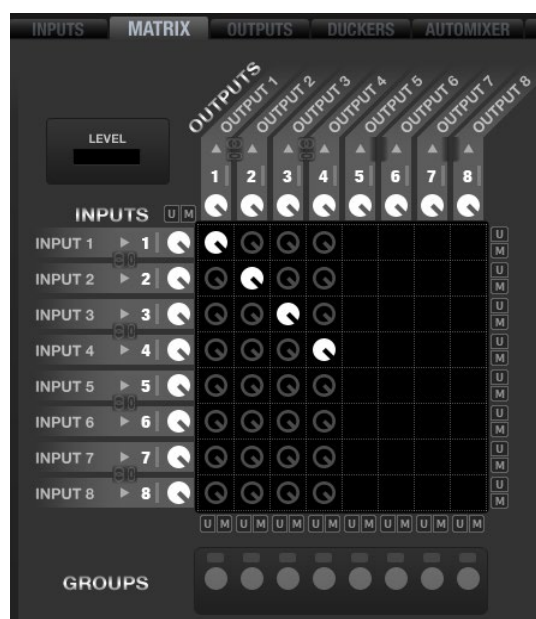 INPUTS MATRIX OUTPUTS DUCKERS AUTOMIXER
OUTPUTS
OUTPUT 1
OUTPUT 2
OUTPUT 3
OUTPUT 4
OUTPUT 5
OUTPUT 6
OUTPUT 7
OUTPUT 8
LEVEL
1 2 3 4 5 6 7 8
INPUTS U M
INPUT 1 1 U M
INPUT 2 2 U M
INPUT 3 3 U M
INPUT 4 4 U M
INPUT 5 5 U M
INPUT 6 6 U M
INPUT 7 7 U M
INPUT 8 8 U M
U M U M U M U M U M U M U M U M
GROUPS